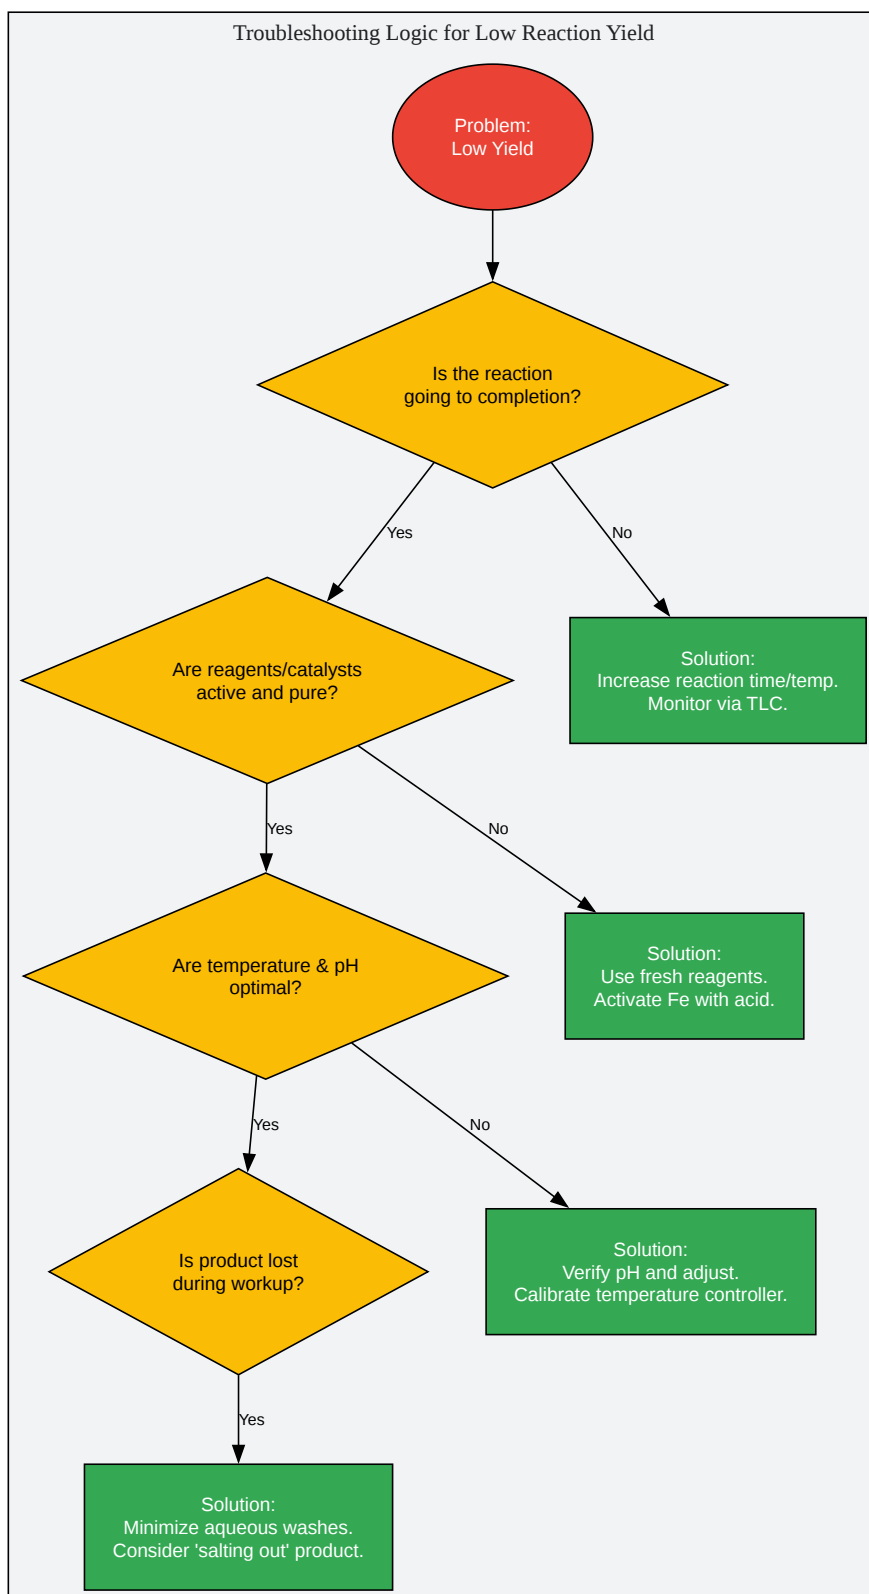 Troubleshooting Logic for Low Reaction Yield
Problem:
Low Yield
Is the reaction
going to completion?
Yes
No
Are reagents/catalysts
active and pure?
Solution:
Increase reaction time/temp.
Monitor via TLC.
Yes
No
Are temperature & pH
optimal?
Solution:
Use fresh reagents.
Activate Fe with acid.
Yes
No
Is product lost
during workup?
Solution:
Verify pH and adjust.
Calibrate temperature controller.
Yes
Solution:
Minimize aqueous washes.
Consider 'salting out' product.